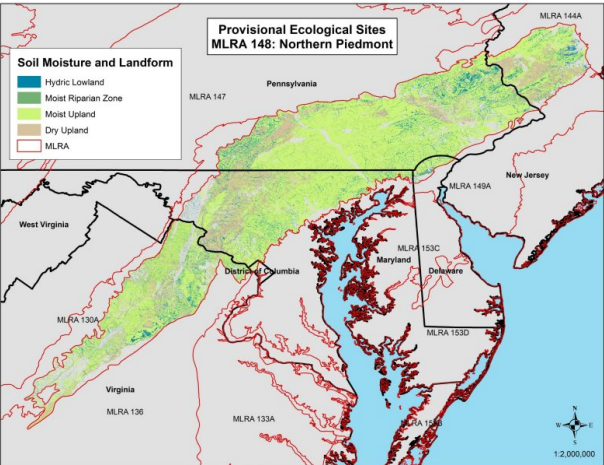 Provisional Ecological Sites
MLRA 148: Northern Piedmont
MLRA 144A
Soil Moisture and Landform
Hydric Lowland
Moist Riparian Zone
Moist Upland
Dry Upland
MLRA
Pennsylvania
MLRA 147
New Jersey
MLRA 149A
West Virginia
MLRA 153C
Maryland
Delaware
District of Columbia
MLRA 130A
MLRA 153D
Virginia
MLRA 136
MLRA 133A
N
W
E
S
1:2,000,000